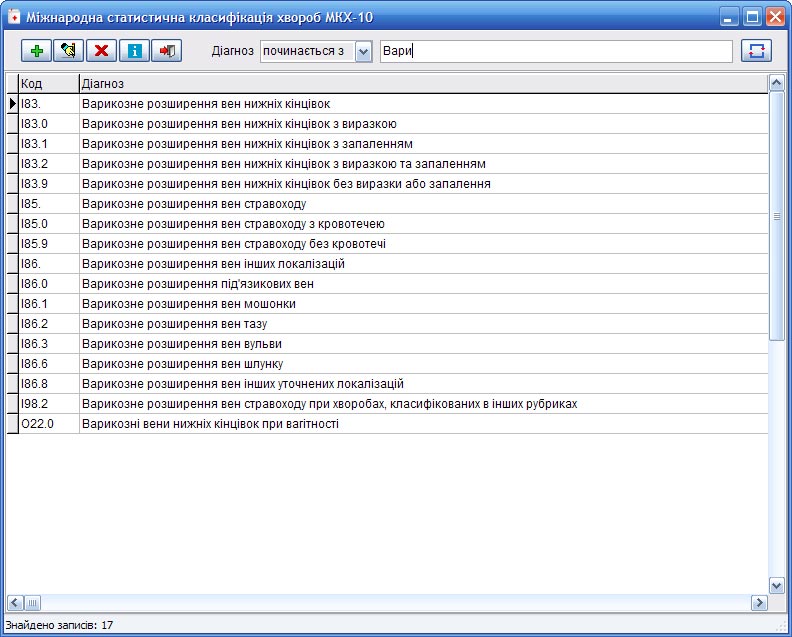 Міжнародна статистична класифікація хвороб МКХ-10
Діагноз починається з Вари
Код Діагноз
I83. Варикозне розширення вен нижніх кінцівок
I83.0 Варикозне розширення вен нижніх кінцівок з виразкою
I83.1 Варикозне розширення вен нижніх кінцівок з запаленням
I83.2 Варикозне розширення вен нижніх кінцівок з виразкою та запаленням
I83.9 Варикозне розширення вен нижніх кінцівок без виразки або запалення
I85. Варикозне розширення вен стравоходу
I85.0 Варикозне розширення вен стравоходу з кровотечею
I85.9 Варикозне розширення вен стравоходу без кровотечі
I86. Варикозне розширення вен інших локалізацій
I86.0 Варикозне розширення під'язикових вен
I86.1 Варикозне розширення вен мошонки
I86.2 Варикозне розширення вен тазу
I86.3 Варикозне розширення вен вульви
I86.6 Варикозне розширення вен шлунку
I86.8 Варикозне розширення вен інших уточнених локалізацій
I98.2 Варикозне розширення вен стравоходу при хворобах, класифікованих в інших рубриках
O22.0 Варикозні вени нижніх кінцівок при вагітності
Знайдено записів: 17